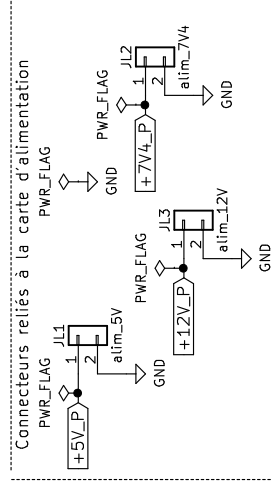 Connecteurs reliés à la carte d'alimentation
PWR_FLAG
+5V_P
JL1
1
2
alim_5V
GND
PWR_FLAG
GND
PWR_FLAG
+12V_P
JL3
1
2
alim_12V
GND
PWR_FLAG
+7V4_P
JL2
1
2
alim_7V4
GND